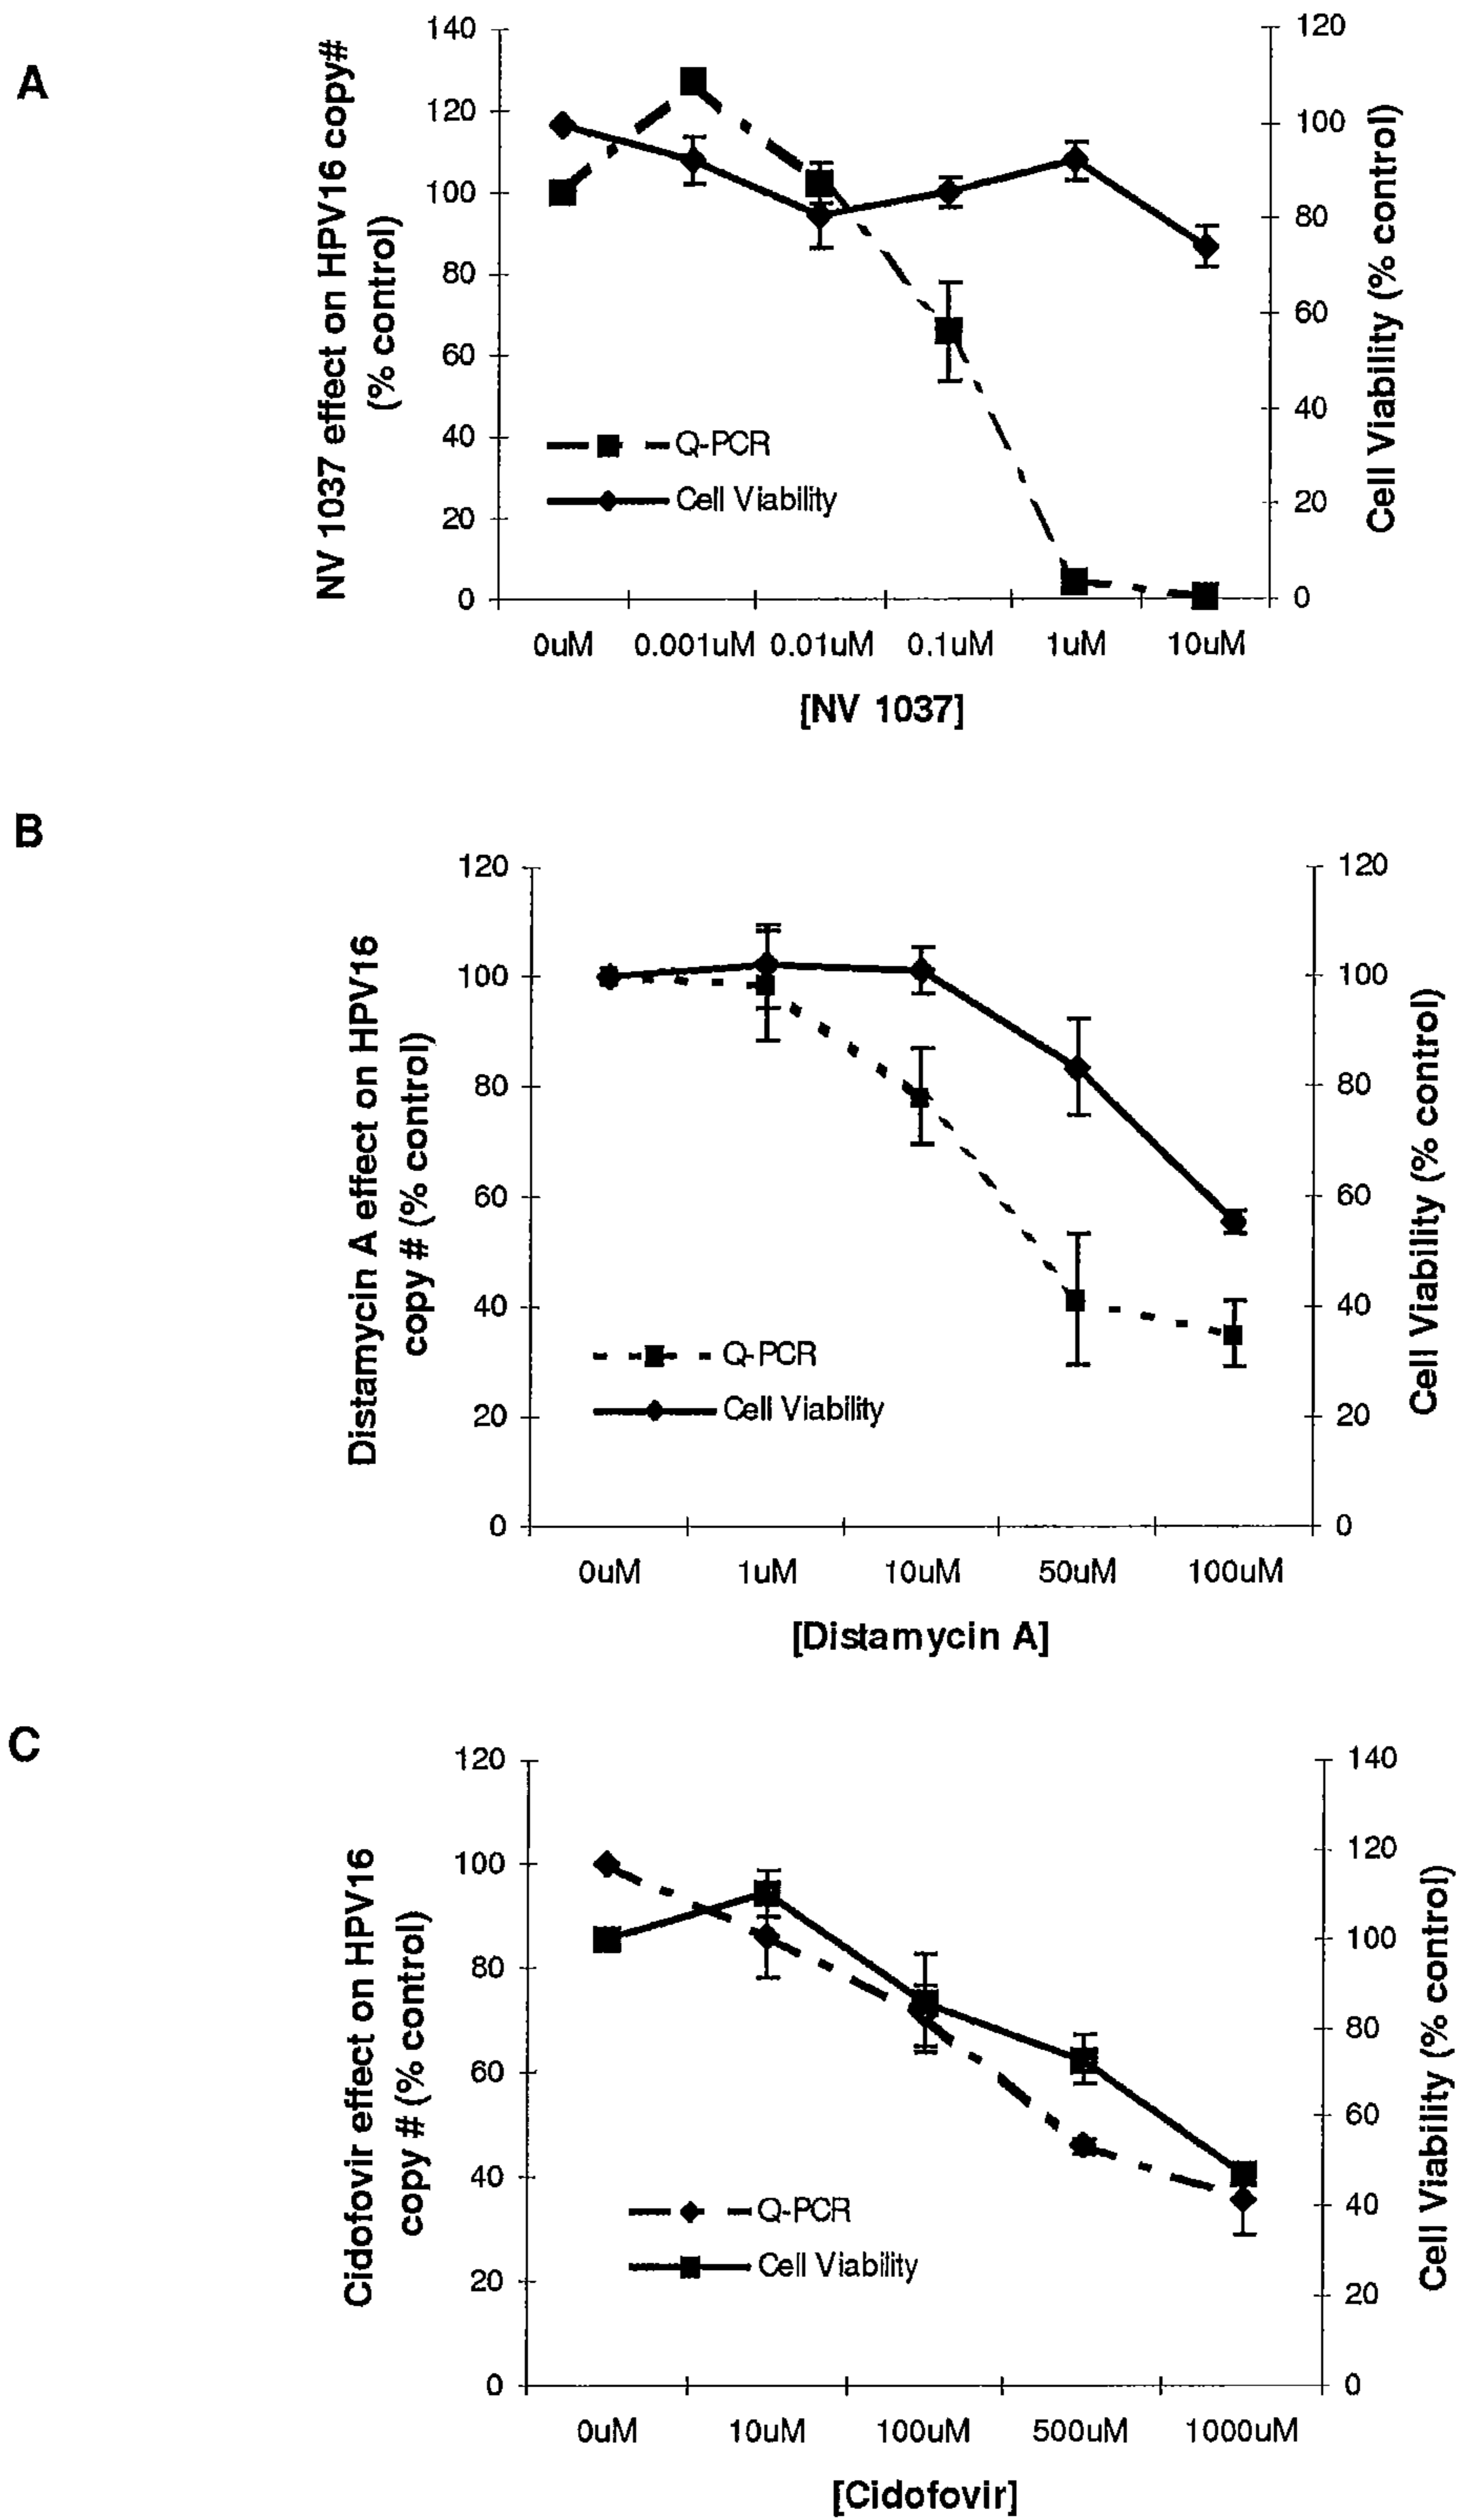 A
NV 1037 effect on HPV16 copy#
(% control)
140
120
100
80
60
40
20
0
120
100
80
60
40
20
0
Cell Viability (% control)
Q-PCR
Cell Viability
0uM 0.001uM 0.01uM 0.1uM 1uM 10uM
[NV 1037]
B
Distamycin A effect on HPV16
copy # (% control)
120
100
80
60
40
20
0
120
100
80
60
40
20
0
Cell Viability (% control)
Q-PCR
Cell Viability
0uM 1uM 10uM 50uM 100uM
[Distamycin A]
C
Cidofovir effect on HPV16
copy # (% control)
120
100
80
60
40
20
0
140
120
100
80
60
40
20
0
Cell Viability (% control)
Q-PCR
Cell Viability
0uM 10uM 100uM 500uM 1000uM
[Cidofovir]